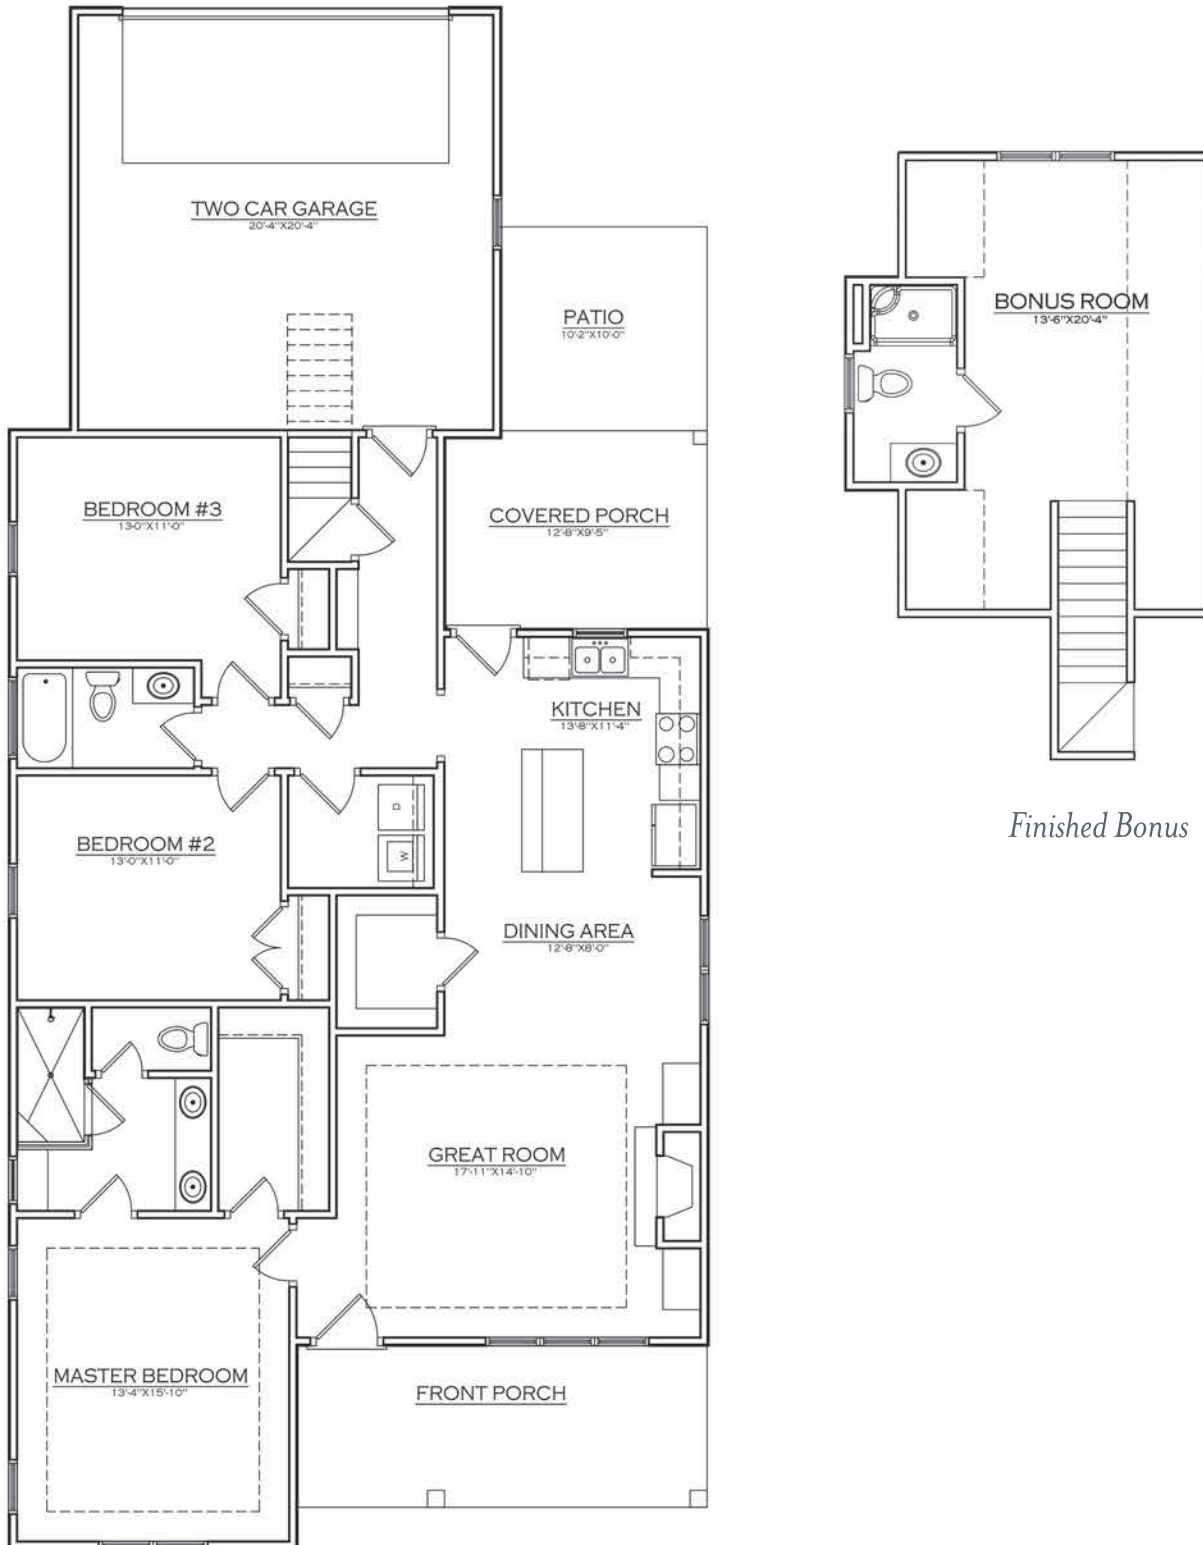 TWO CAR GARAGE
20'-4"X20'-4"
PATIO
10'-2"X10'-0"
BONUS ROOM
13'-6"X20'-4"
BEDROOM #3
13'-0"X11'-0"
COVERED PORCH
12'-8"X9'-5"
KITCHEN
13'-8"X11'-4"
D
W
BEDROOM #2
13'-0"X11'-0"
Finished Bonus
DINING AREA
12'-8"X8'-0"
GREAT ROOM
17'-11"X14'-10"
MASTER BEDROOM
13'-4"X15'-10"
FRONT PORCH